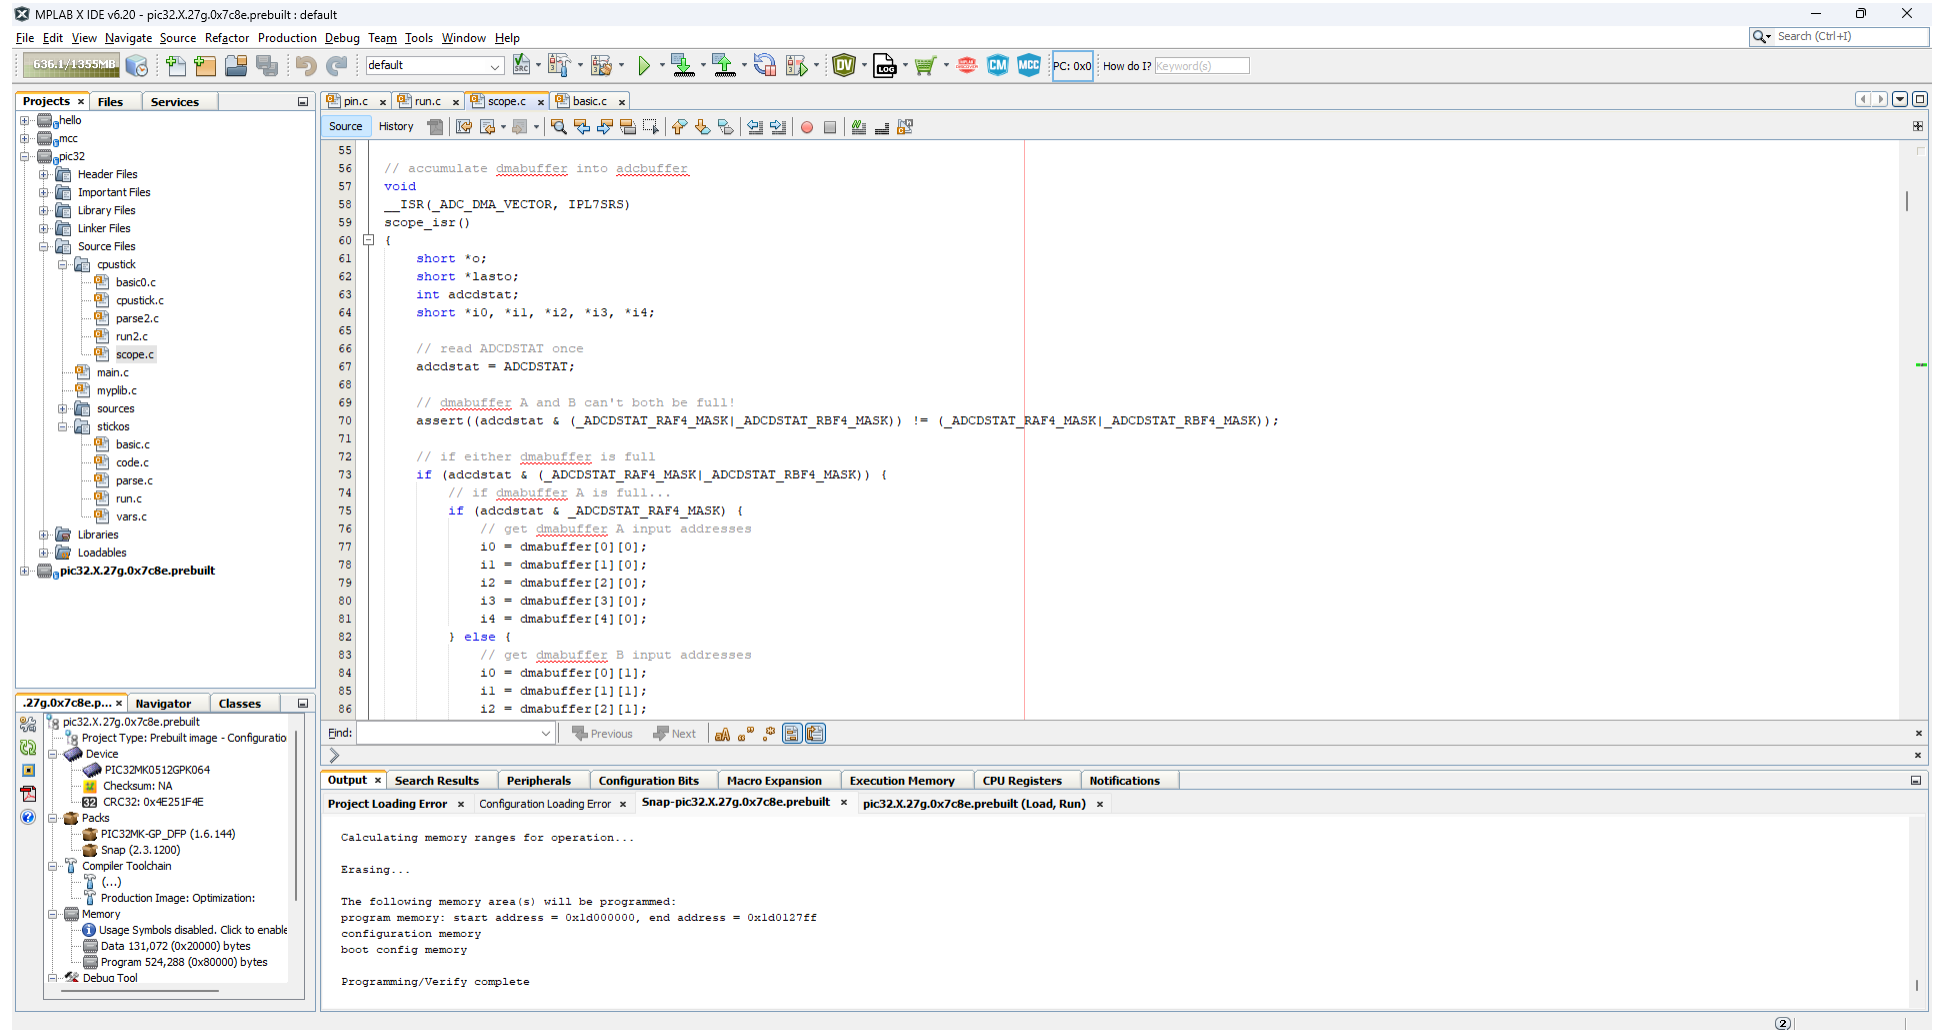 MPLAB X IDE v6.20 - pic32.X.27g.0x7c8e.prebuilt : default
File Edit View Navigate Source Refactor Production Debug Team Tools Window Help
Search (Ctrl+I)
636.1/1355MB
default
PC: 0x0
How do I? Keyword(s)
Projects
Files
Services
hello
mcc
pic32
Header Files
Important Files
Library Files
Linker Files
Source Files
cpustick
basic0.c
cpustick.c
parse2.c
run2.c
scope.c
main.c
myplib.c
sources
stickos
basic.c
code.c
parse.c
run.c
vars.c
Libraries
Loadables
pic32.X.27g.0x7c8e.prebuilt
.27g.0x7c8e.p...
Navigator
Classes
pic32.X.27g.0x7c8e.prebuilt
Project Type: Prebuilt image - Configuratio
Device
PIC32MK0512GPK064
Checksum: NA
CRC32: 0x4E251F4E
Packs
PIC32MK-GP_DFP (1.6.144)
Snap (2.3.1200)
Compiler Toolchain
(...)
Production Image: Optimization:
Memory
Usage Symbols disabled. Click to enable
Data 131,072 (0x20000) bytes
Program 524,288 (0x80000) bytes
Debug Tool
pin.c
run.c
scope.c
basic.c
Source
History
55
56 // accumulate dmabuffer into adcbuffer
57 void
58 __ISR(_ADC_DMA_VECTOR, IPL7SRS)
59 scope_isr()
60 {
61 short *o;
62 short *lasto;
63 int adcdstat;
64 short *i0, *i1, *i2, *i3, *i4;
65
66 // read ADCDSTAT once
67 adcdstat = ADCDSTAT;
68
69 // dmabuffer A and B can't both be full!
70 assert((adcdstat & (_ADCDSTAT_RAF4_MASK|_ADCDSTAT_RBF4_MASK)) != (_ADCDSTAT_RAF4_MASK|_ADCDSTAT_RBF4_MASK));
71
72 // if either dmabuffer is full
73 if (adcdstat & (_ADCDSTAT_RAF4_MASK|_ADCDSTAT_RBF4_MASK)) {
74 // if dmabuffer A is full...
75 if (adcdstat & _ADCDSTAT_RAF4_MASK) {
76 // get dmabuffer A input addresses
77 i0 = dmabuffer[0][0];
78 i1 = dmabuffer[1][0];
79 i2 = dmabuffer[2][0];
80 i3 = dmabuffer[3][0];
81 i4 = dmabuffer[4][0];
82 } else {
83 // get dmabuffer B input addresses
84 i0 = dmabuffer[0][1];
85 i1 = dmabuffer[1][1];
86 i2 = dmabuffer[2][1];
Find:
Previous
Next
Output
Search Results
Peripherals
Configuration Bits
Macro Expansion
Execution Memory
CPU Registers
Notifications
Project Loading Error
Configuration Loading Error
Snap-pic32.X.27g.0x7c8e.prebuilt
pic32.X.27g.0x7c8e.prebuilt (Load, Run)
Calculating memory ranges for operation...
Erasing...
The following memory area(s) will be programmed:
program memory: start address = 0x1d000000, end address = 0x1d0127ff
configuration memory
boot config memory
Programming/Verify complete
2